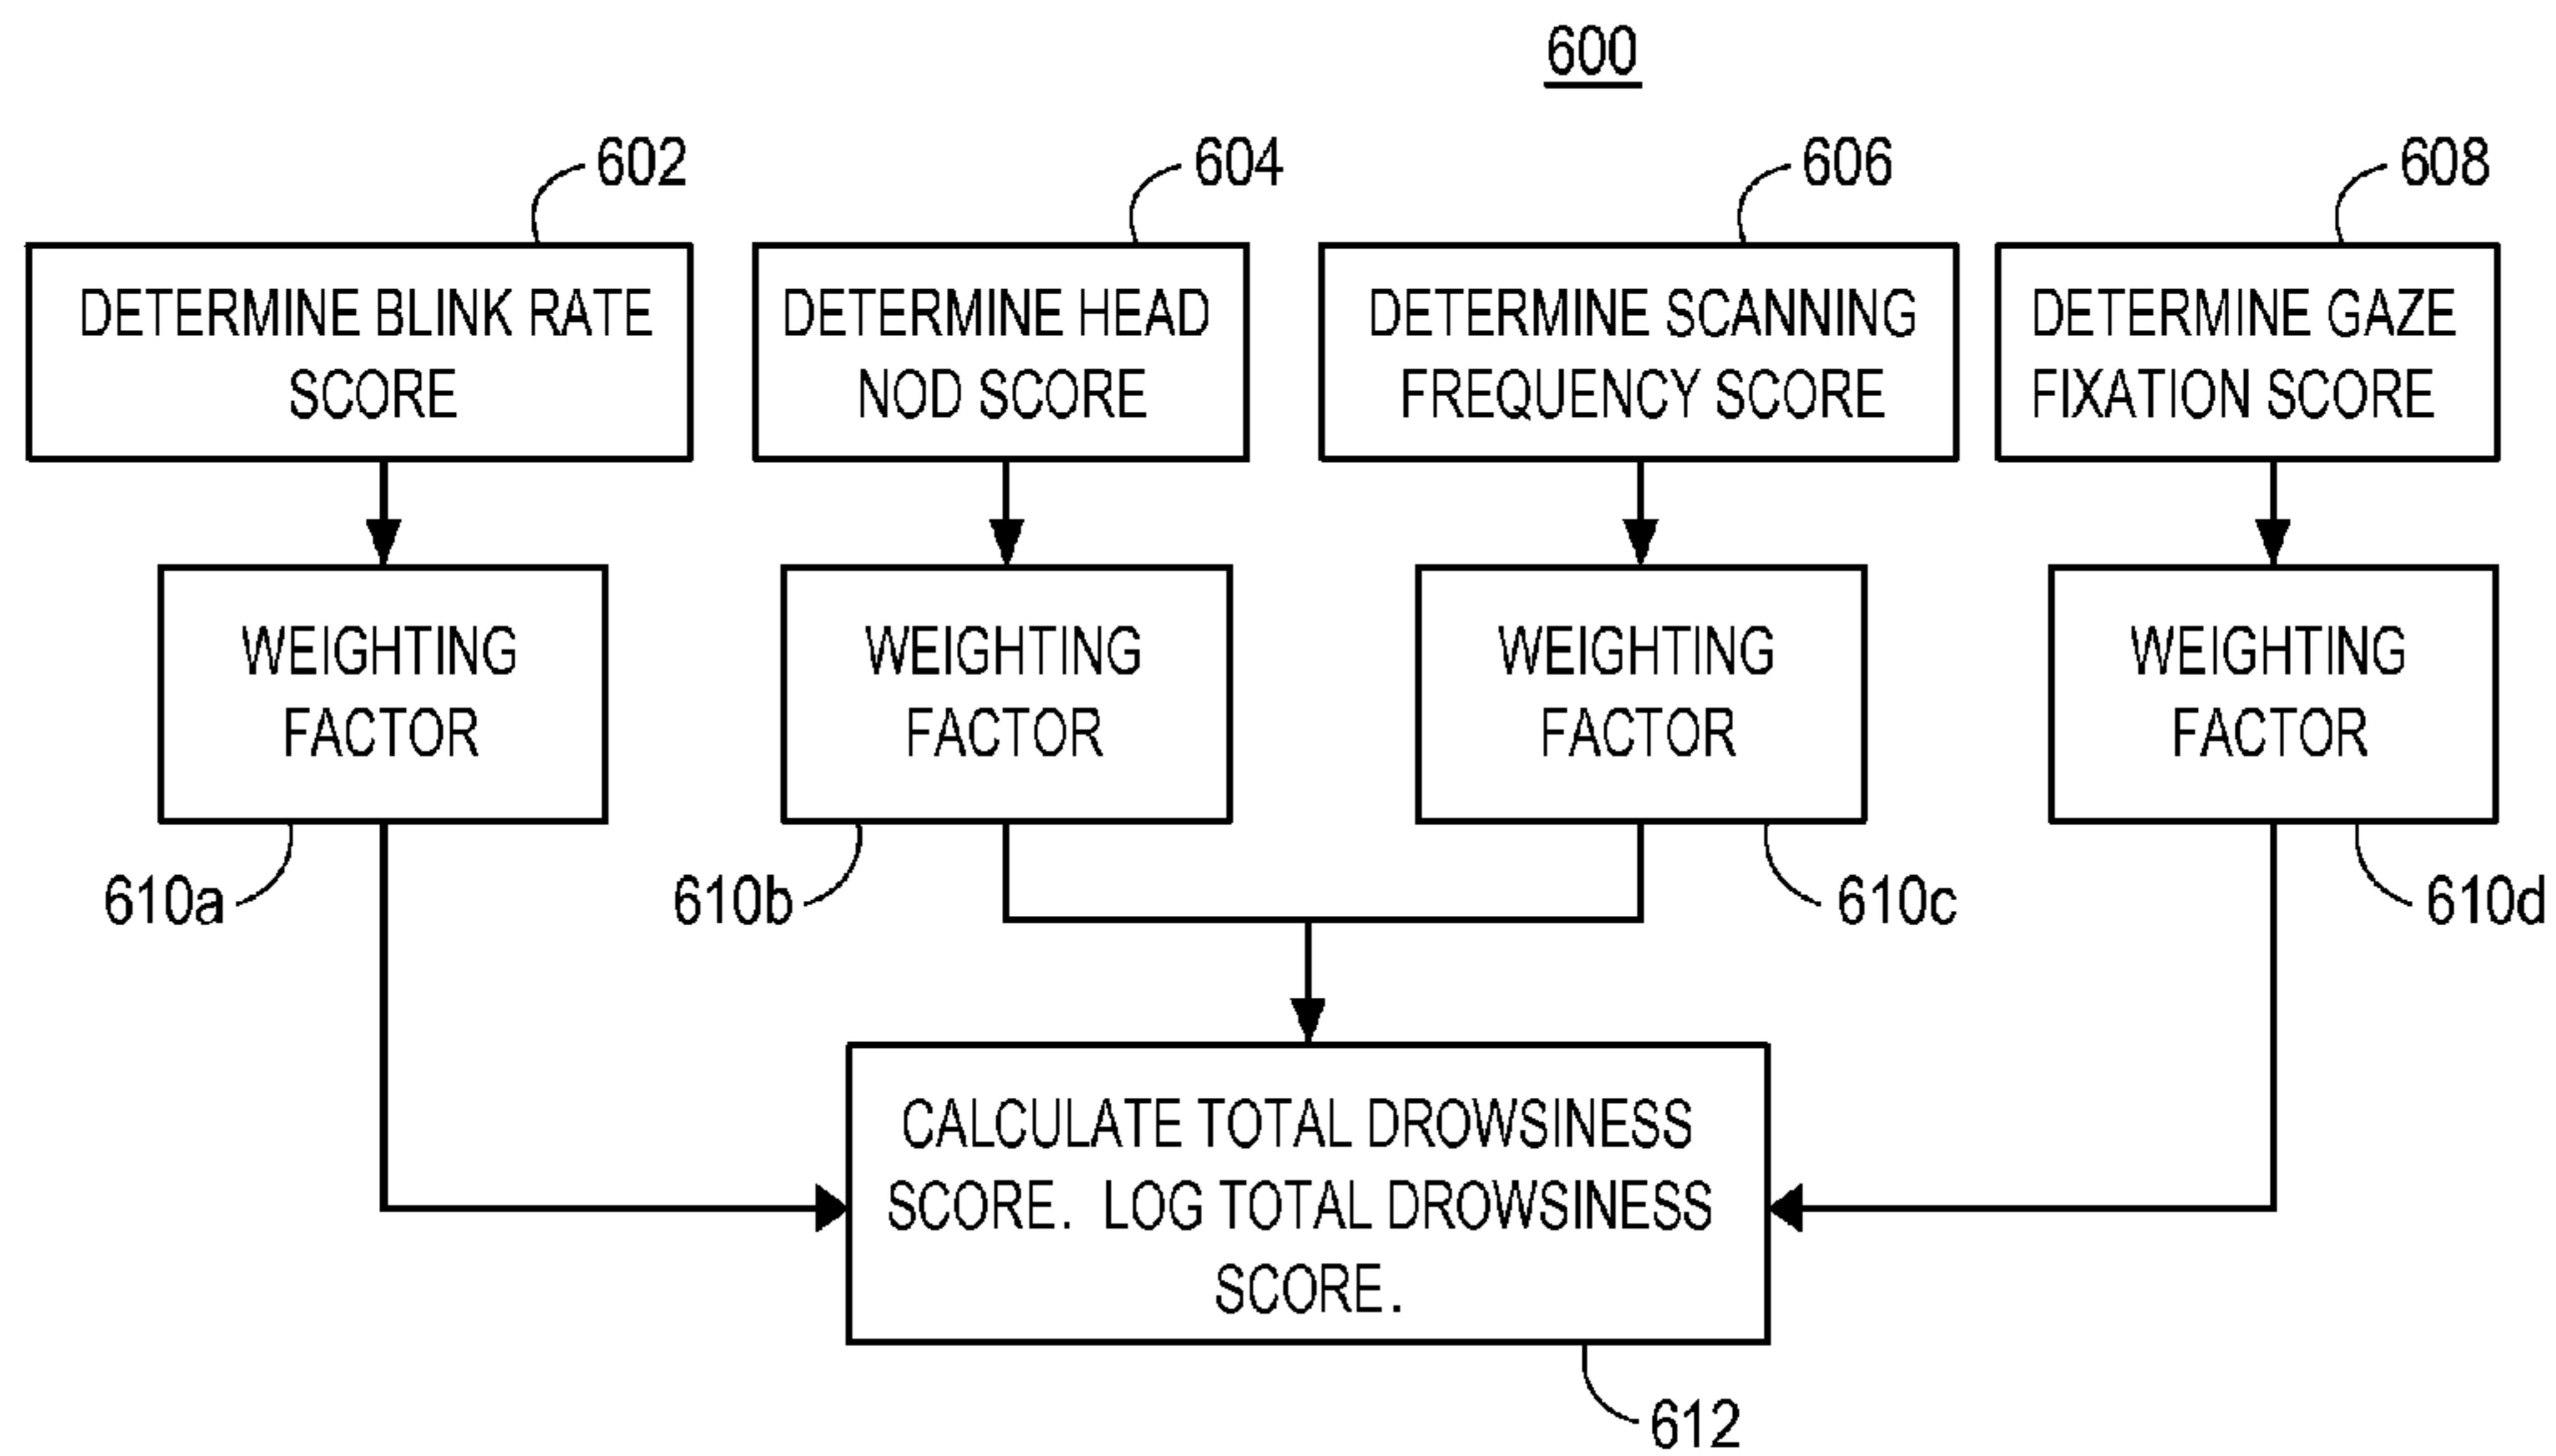 600
602
604
606
608
DETERMINE BLINK RATE
SCORE
DETERMINE HEAD
NOD SCORE
DETERMINE SCANNING
FREQUENCY SCORE
DETERMINE GAZE
FIXATION SCORE
WEIGHTING
FACTOR
WEIGHTING
FACTOR
WEIGHTING
FACTOR
WEIGHTING
FACTOR
610a
610b
610c
610d
CALCULATE TOTAL DROWSINESS
SCORE. LOG TOTAL DROWSINESS
SCORE.
612